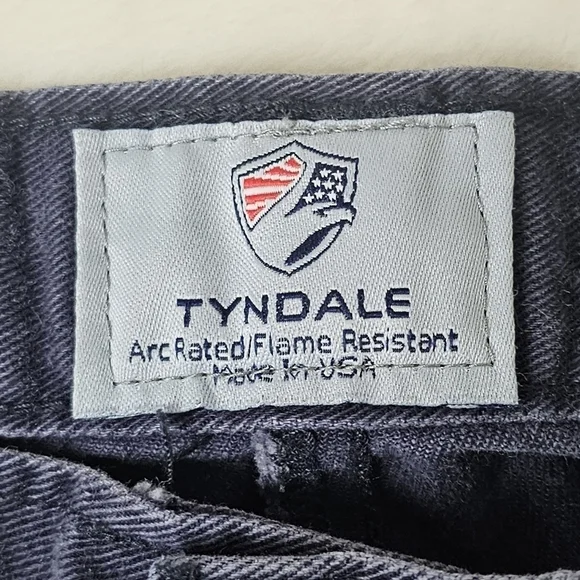 TYNDALE
Arc Rated/Flame Resistant
Made In USA